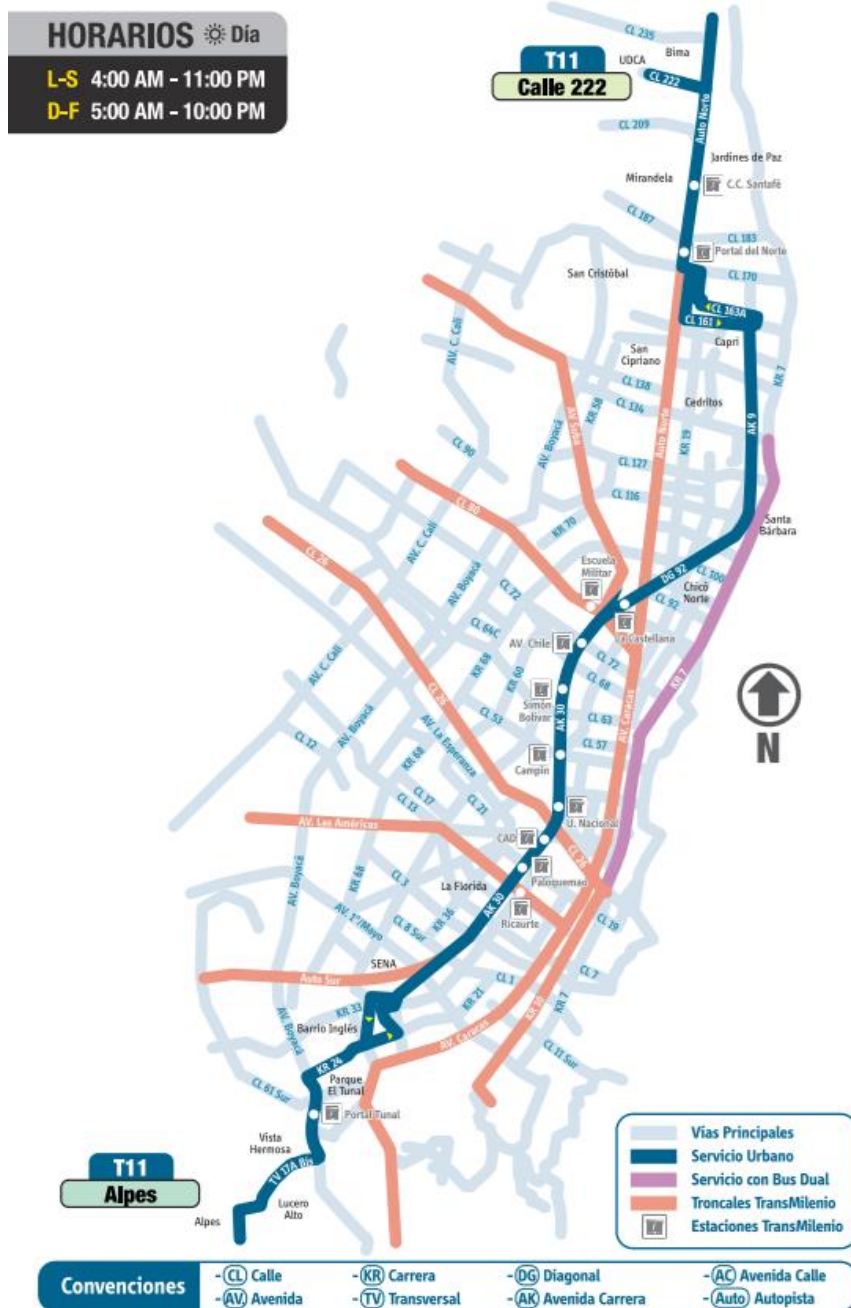 HORARIOS Día
L-S 4:00 AM - 11:00 PM
D-F 5:00 AM - 10:00 PM
T11
Calle 222
CL 235
Bima
UDCA
CL 222
Auto Norte
CL 209
Jardines de Paz
Mirandela
C.C. Santafé
CL 187
CL 183
Portal del Norte
CL 170
San Cristóbal
CL 163A
CL 161
Capri
San
Cipriano
AV. C. Cali
KR 7
CL 138
CL 134
Cedritos
KR 58
AV Suba
Auto Norte
KR 19
AK 9
AV. Boyacá
CL 90
CL 127
CL 116
CL 80
KR 70
Santa
Bárbara
CL 26
AV. C. Cali
Escuela
Militar
DG 92
CL 100
Chicó
Norte
AV. Boyacá
CL 72
CL 92
La Castellana
CL 64C
AV. Chile
CL 72
KR 68
KR 60
CL 68
AV. C. Cali
CL 26
Simón
Bolívar
AK 30
KR 7
N
AV. Boyacá
CL 53
CL 63
AV. Caracas
AV. La Esperanza
CL 57
CL 12
KR 68
Campín
CL 17
CL 13
CL 21
AV. Las Américas
U. Nacional
CAD
CL 26
AV. Boyacá
KR 68
CL 3
La Florida
Paloquemao
AK 30
KR 36
AV. 1°/Mayo
CL 8 Sur
Ricaurte
CL 19
SENA
Auto Sur
CL 1
CL 7
KR 21
KR 10
KR 7
KR 33
AV. Boyacá
Barrio Inglés
AV. Caracas
CL 11 Sur
KR 24
CL 61 Sur
Parque
El Tunal
Portal Tunal
Vista
Hermosa
TV 17A Bis
T11
Alpes
Lucero
Alto
Alpes
Vías Principales
Servicio Urbano
Servicio con Bus Dual
Troncales TransMilenio
Estaciones TransMilenio
Convenciones
-CL Calle -KR Carrera -DG Diagonal -AC Avenida Calle
-AV Avenida -TV Transversal -AK Avenida Carrera -Auto Autopista